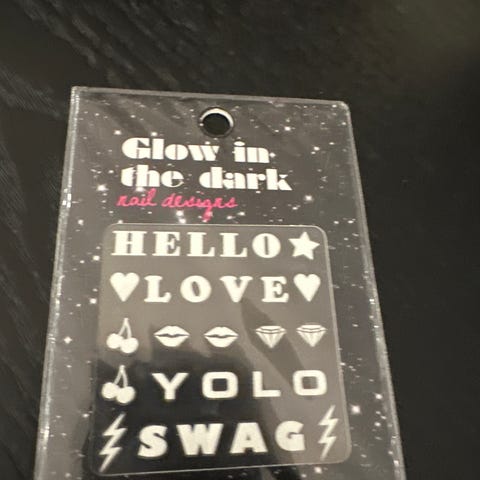 Glow in
the dark
nail designs
HELLO
LOVE
YOLO
SWAG